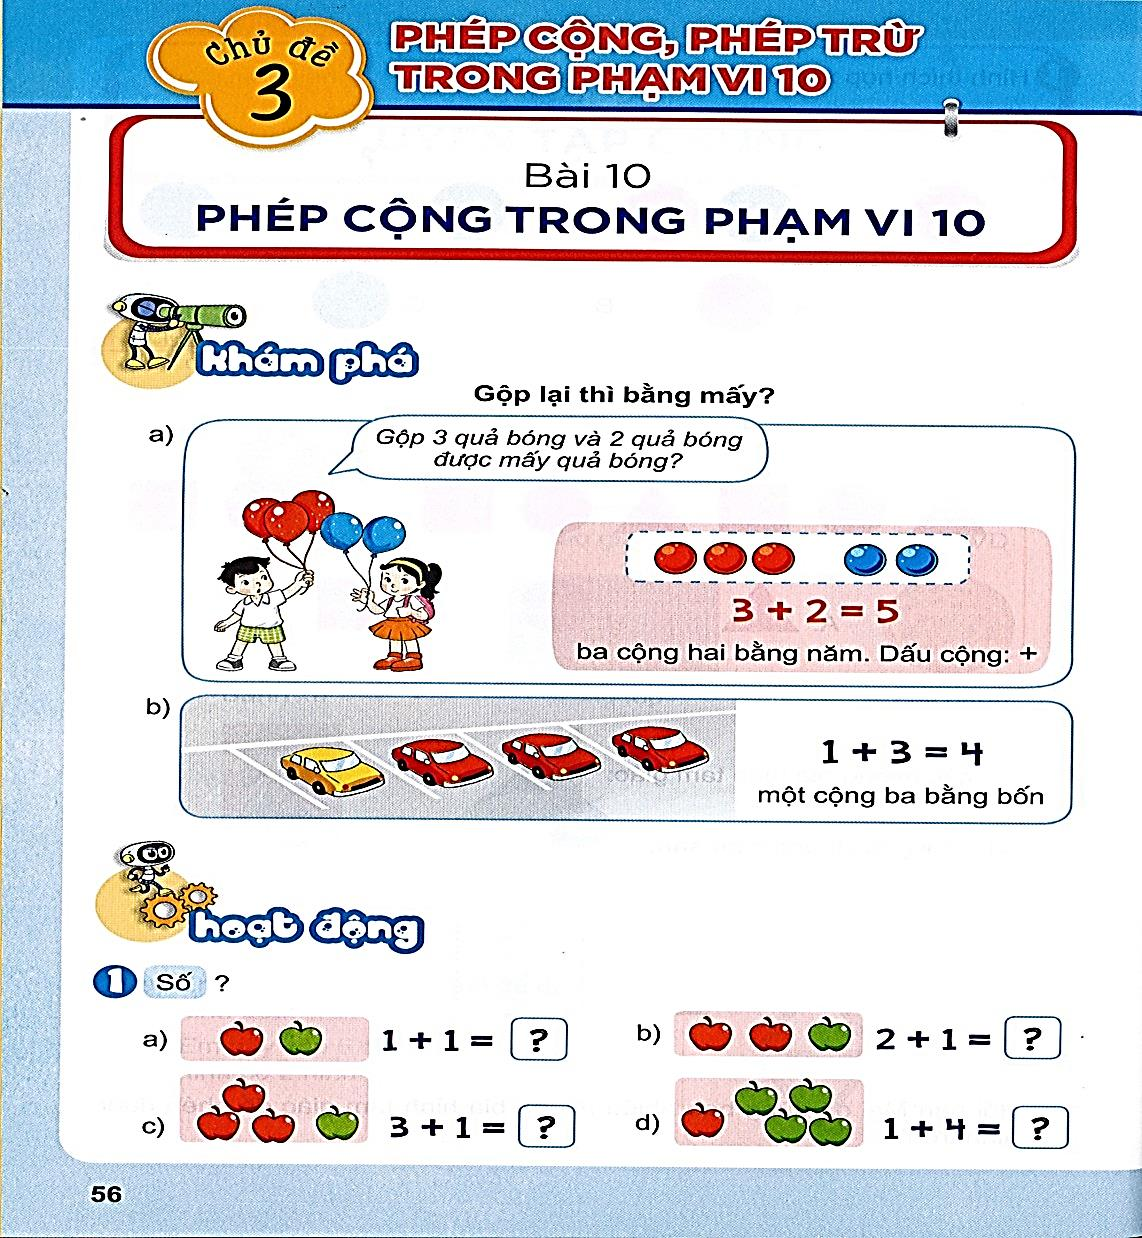 Chủ đề
3
PHÉP CỘNG, PHÉP TRỪ
TRONG PHẠM VI 10
Bài 10
PHÉP CỘNG TRONG PHẠM VI 10
khám phá
Gộp lại thì bằng mấy?
a)
Gộp 3 quả bóng và 2 quả bóng
được mấy quả bóng?
3 + 2 = 5
ba cộng hai bằng năm. Dấu cộng: +
b)
1 + 3 = 4
một cộng ba bằng bốn
hoạt động
1 Số ?
a) 1 + 1 = ?
b) 2 + 1 = ?
c) 3 + 1 = ?
d) 1 + 4 = ?
56